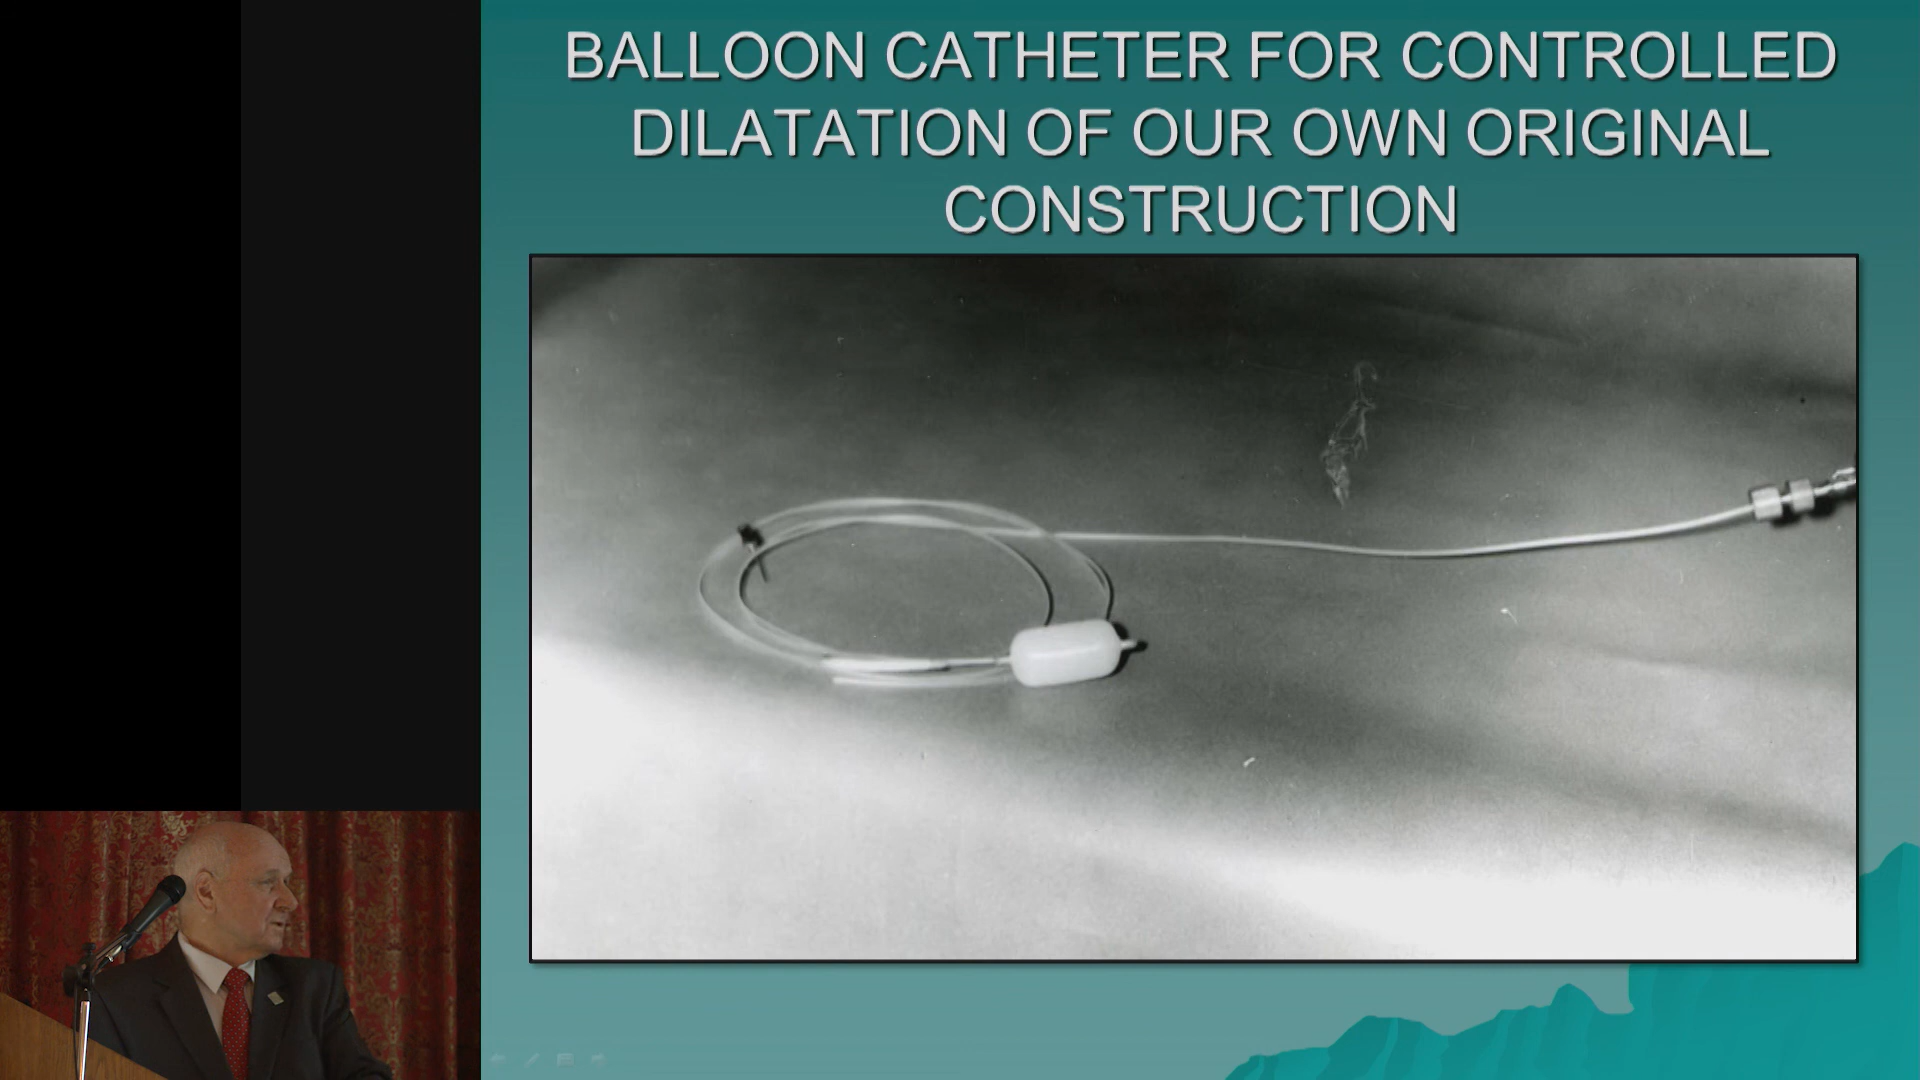 BALLOON CATHETER FOR CONTROLLED
DILATATION OF OUR OWN ORIGINAL
CONSTRUCTION